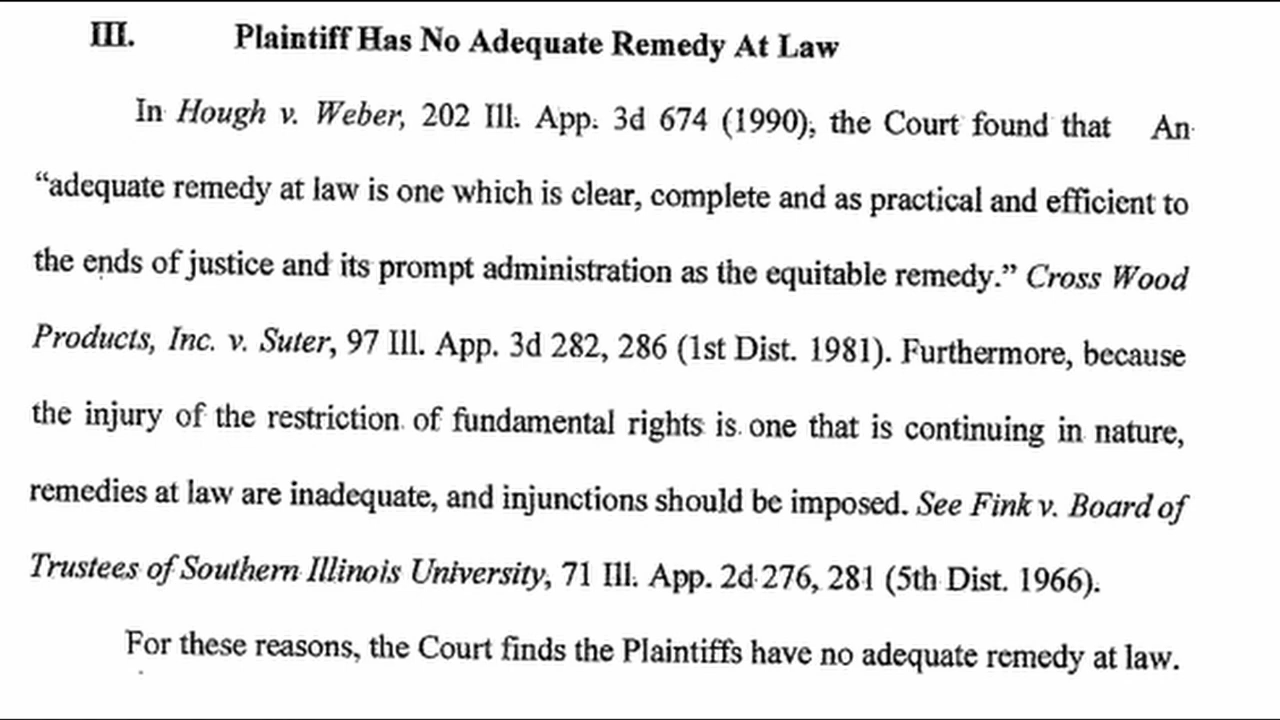 III. Plaintiff Has No Adequate Remedy At Law
In Hough v. Weber, 202 Ill. App. 3d 674 (1990), the Court found that An
“adequate remedy at law is one which is clear, complete and as practical and efficient to
the ends of justice and its prompt administration as the equitable remedy.” Cross Wood
Products, Inc. v. Suter, 97 Ill. App. 3d 282, 286 (1st Dist. 1981). Furthermore, because
the injury of the restriction of fundamental rights is one that is continuing in nature,
remedies at law are inadequate, and injunctions should be imposed. See Fink v. Board of
Trustees of Southern Illinois University, 71 Ill. App. 2d 276, 281 (5th Dist. 1966).
For these reasons, the Court finds the Plaintiffs have no adequate remedy at law.